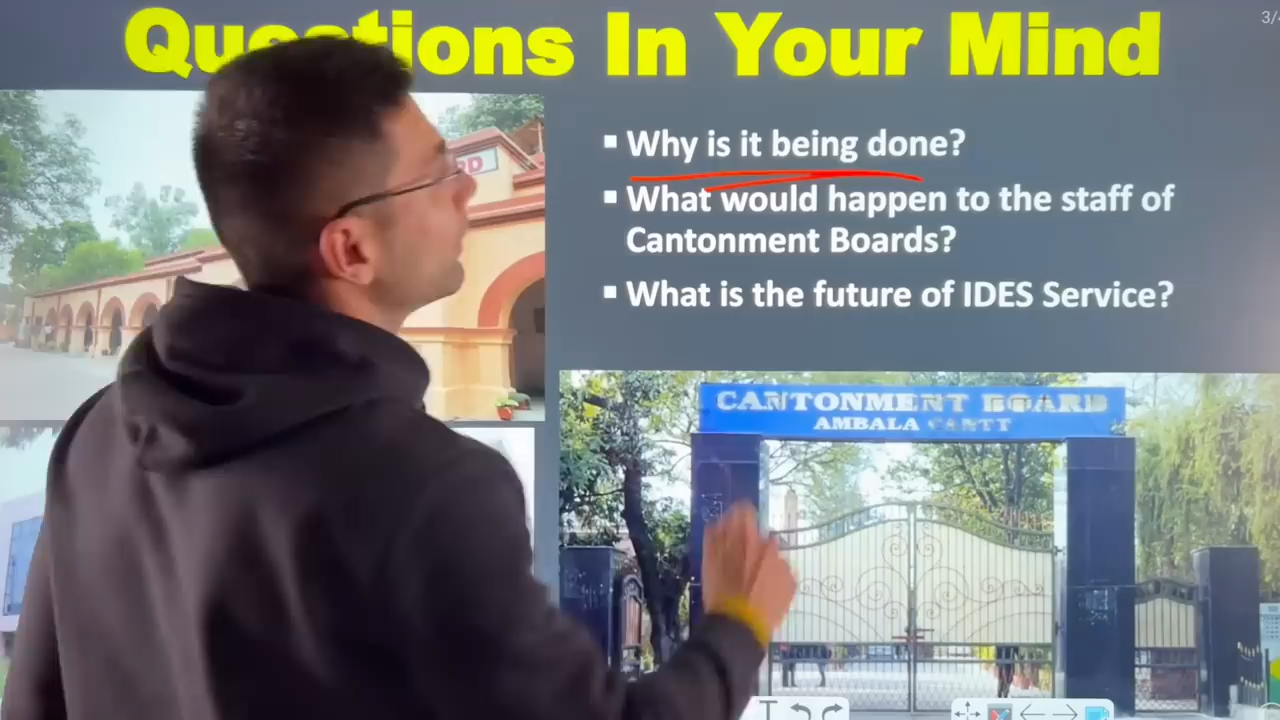 Questions In Your Mind
Why is it being done?
What would happen to the staff of
Cantonment Boards?
What is the future of IDES Service?
CANTONMENT BOARD
AMBALA CANTT